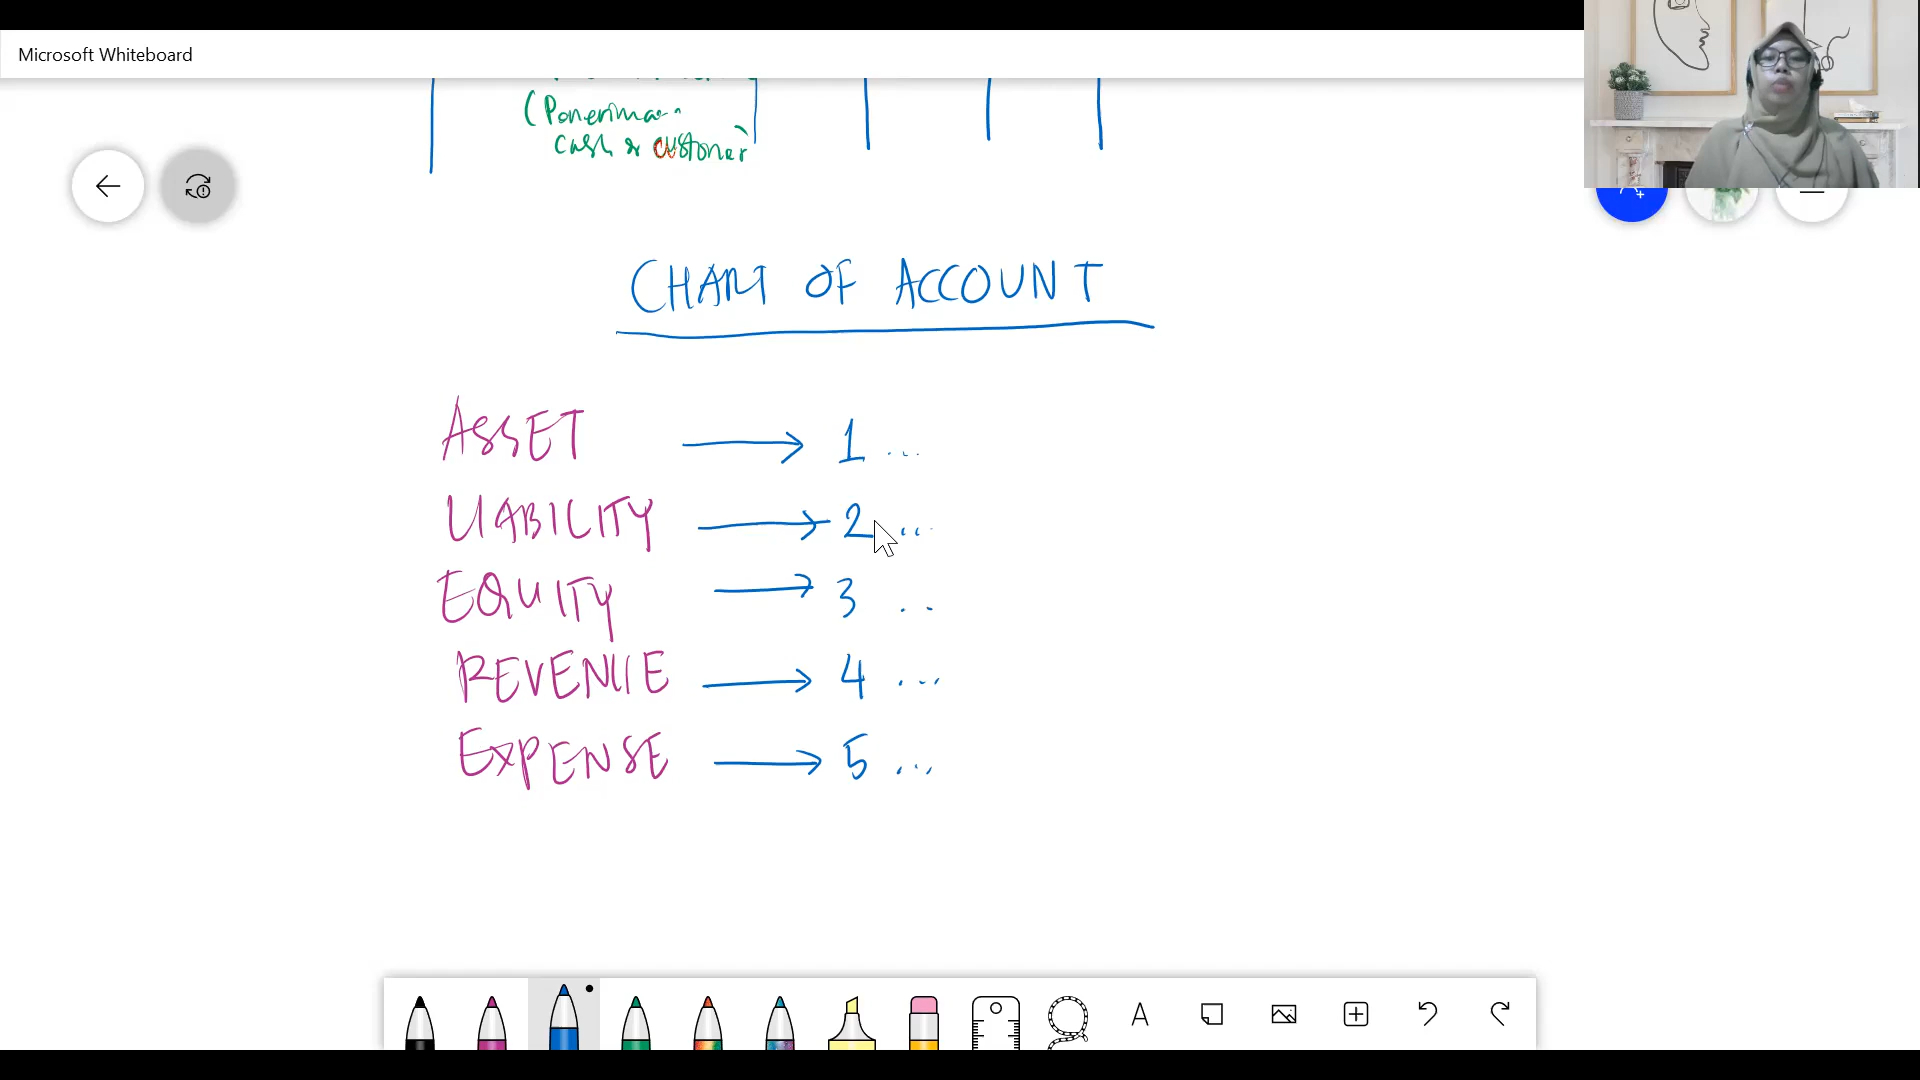 Microsoft Whiteboard
(Penerimaan
cash & customer
CHART OF ACCOUNT
ASSET → 1 ...
LIABILITY → 2 ...
EQUITY → 3 ..
REVENUE → 4 ...
EXPENSE → 5 ...